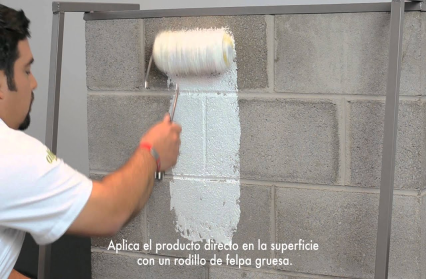 Aplica el producto directo en la superficie
con un rodillo de felpa gruesa.